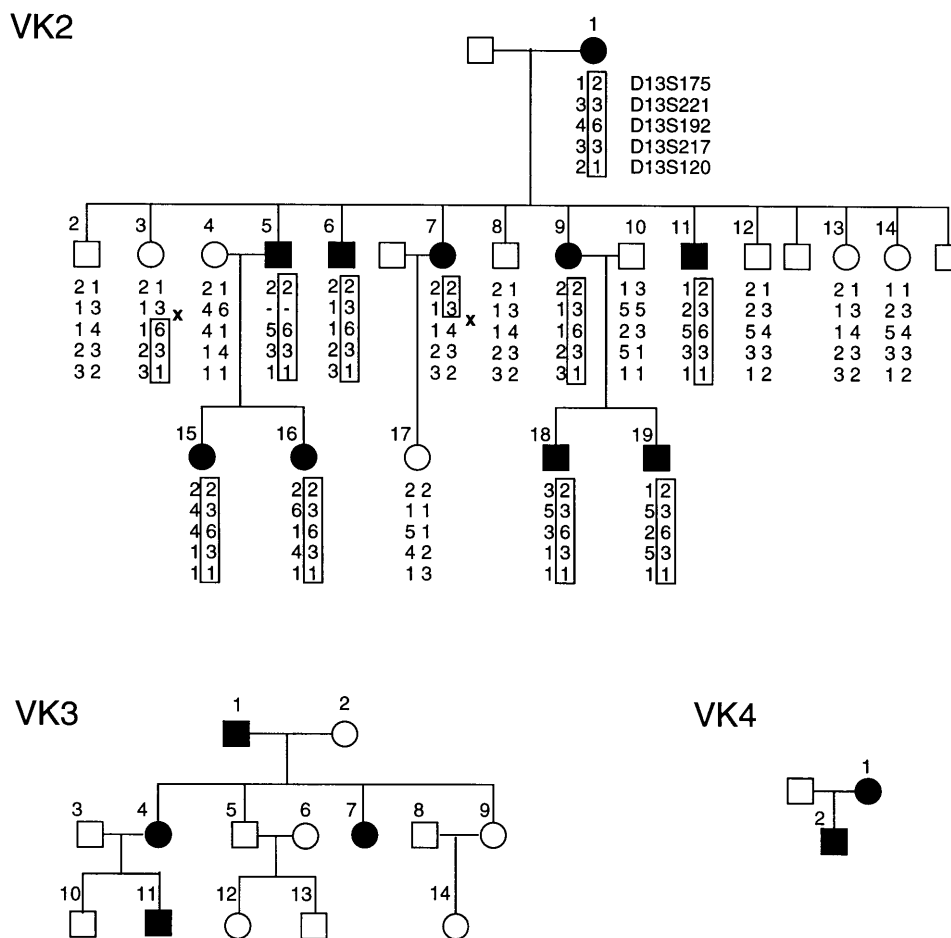 VK2
1
1 2 D13S175
3 3 D13S221
4 6 D13S192
3 3 D13S217
2 1 D13S120
2 3 4 5 6 7 8 9 10 11 12 13 14
2 1 2 1 2 1 2 2 2 2 2 2 2 1 2 2 1 3 1 2 2 1 2 1 1 1
1 3 1 3 x 4 6 - - 1 3 1 3 x 1 3 1 3 5 5 2 3 2 3 1 3 2 3
1 4 1 6 4 1 5 6 1 6 1 4 1 4 1 6 2 3 5 6 5 4 1 4 5 4
2 3 2 3 1 4 3 3 2 3 2 3 2 3 2 3 5 1 3 3 3 3 2 3 3 3
3 2 3 1 1 1 1 1 3 1 3 2 3 2 3 1 1 1 1 1 1 2 3 2 1 2
15 16 17 18 19
2 2 2 2 2 2 3 2 1 2
4 3 6 3 1 1 5 3 5 3
4 6 1 6 5 1 3 6 2 6
1 3 4 3 4 2 1 3 5 3
1 1 1 1 1 3 1 1 1 1
VK3
1 2
3 4 5 6 7 8 9
10 11 12 13 14
VK4
1
2